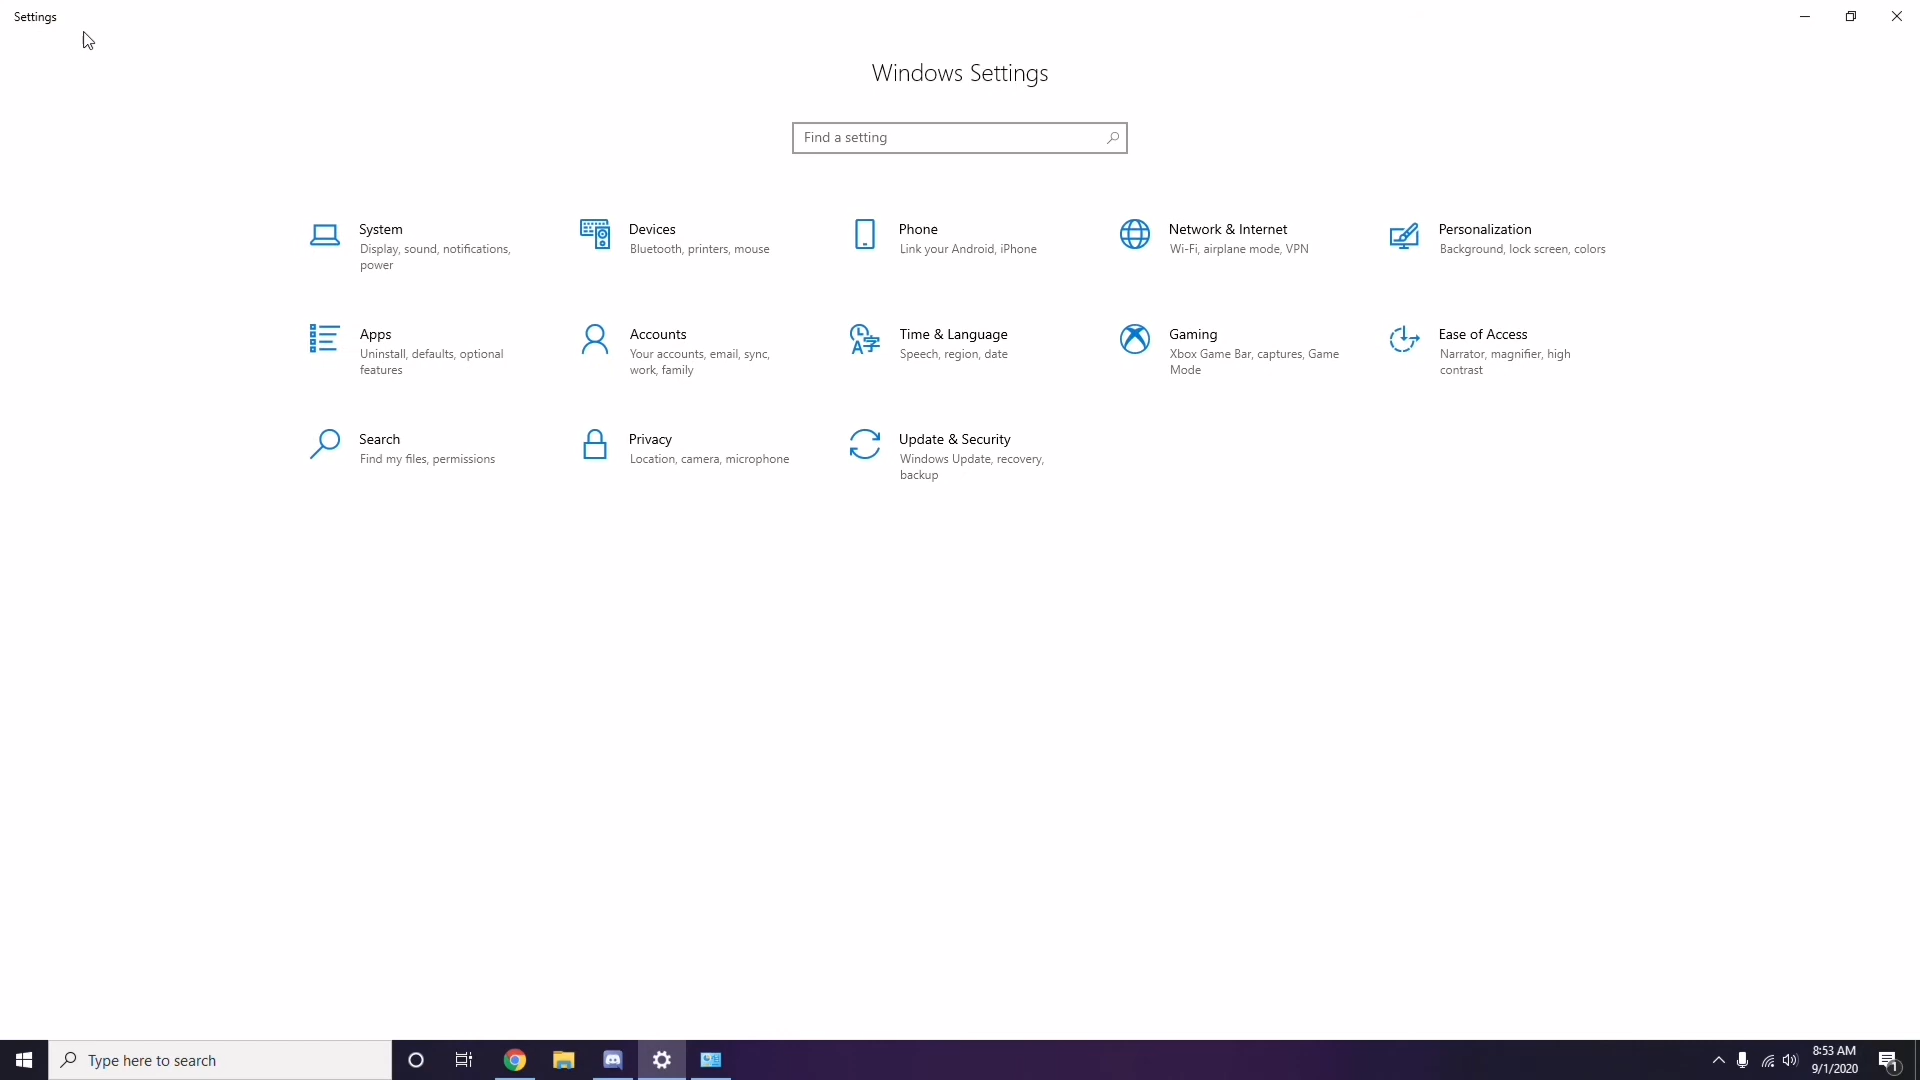 Settings
Windows Settings
Find a setting
System
Display, sound, notifications,
power
Devices
Bluetooth, printers, mouse
Phone
Link your Android, iPhone
Network & Internet
Wi-Fi, airplane mode, VPN
Personalization
Background, lock screen, colors
Apps
Uninstall, defaults, optional
features
Accounts
Your accounts, email, sync,
work, family
Time & Language
Speech, region, date
Gaming
Xbox Game Bar, captures, Game
Mode
Ease of Access
Narrator, magnifier, high
contrast
Search
Find my files, permissions
Privacy
Location, camera, microphone
Update & Security
Windows Update, recovery,
backup
Type here to search
8:53 AM
9/1/2020
1